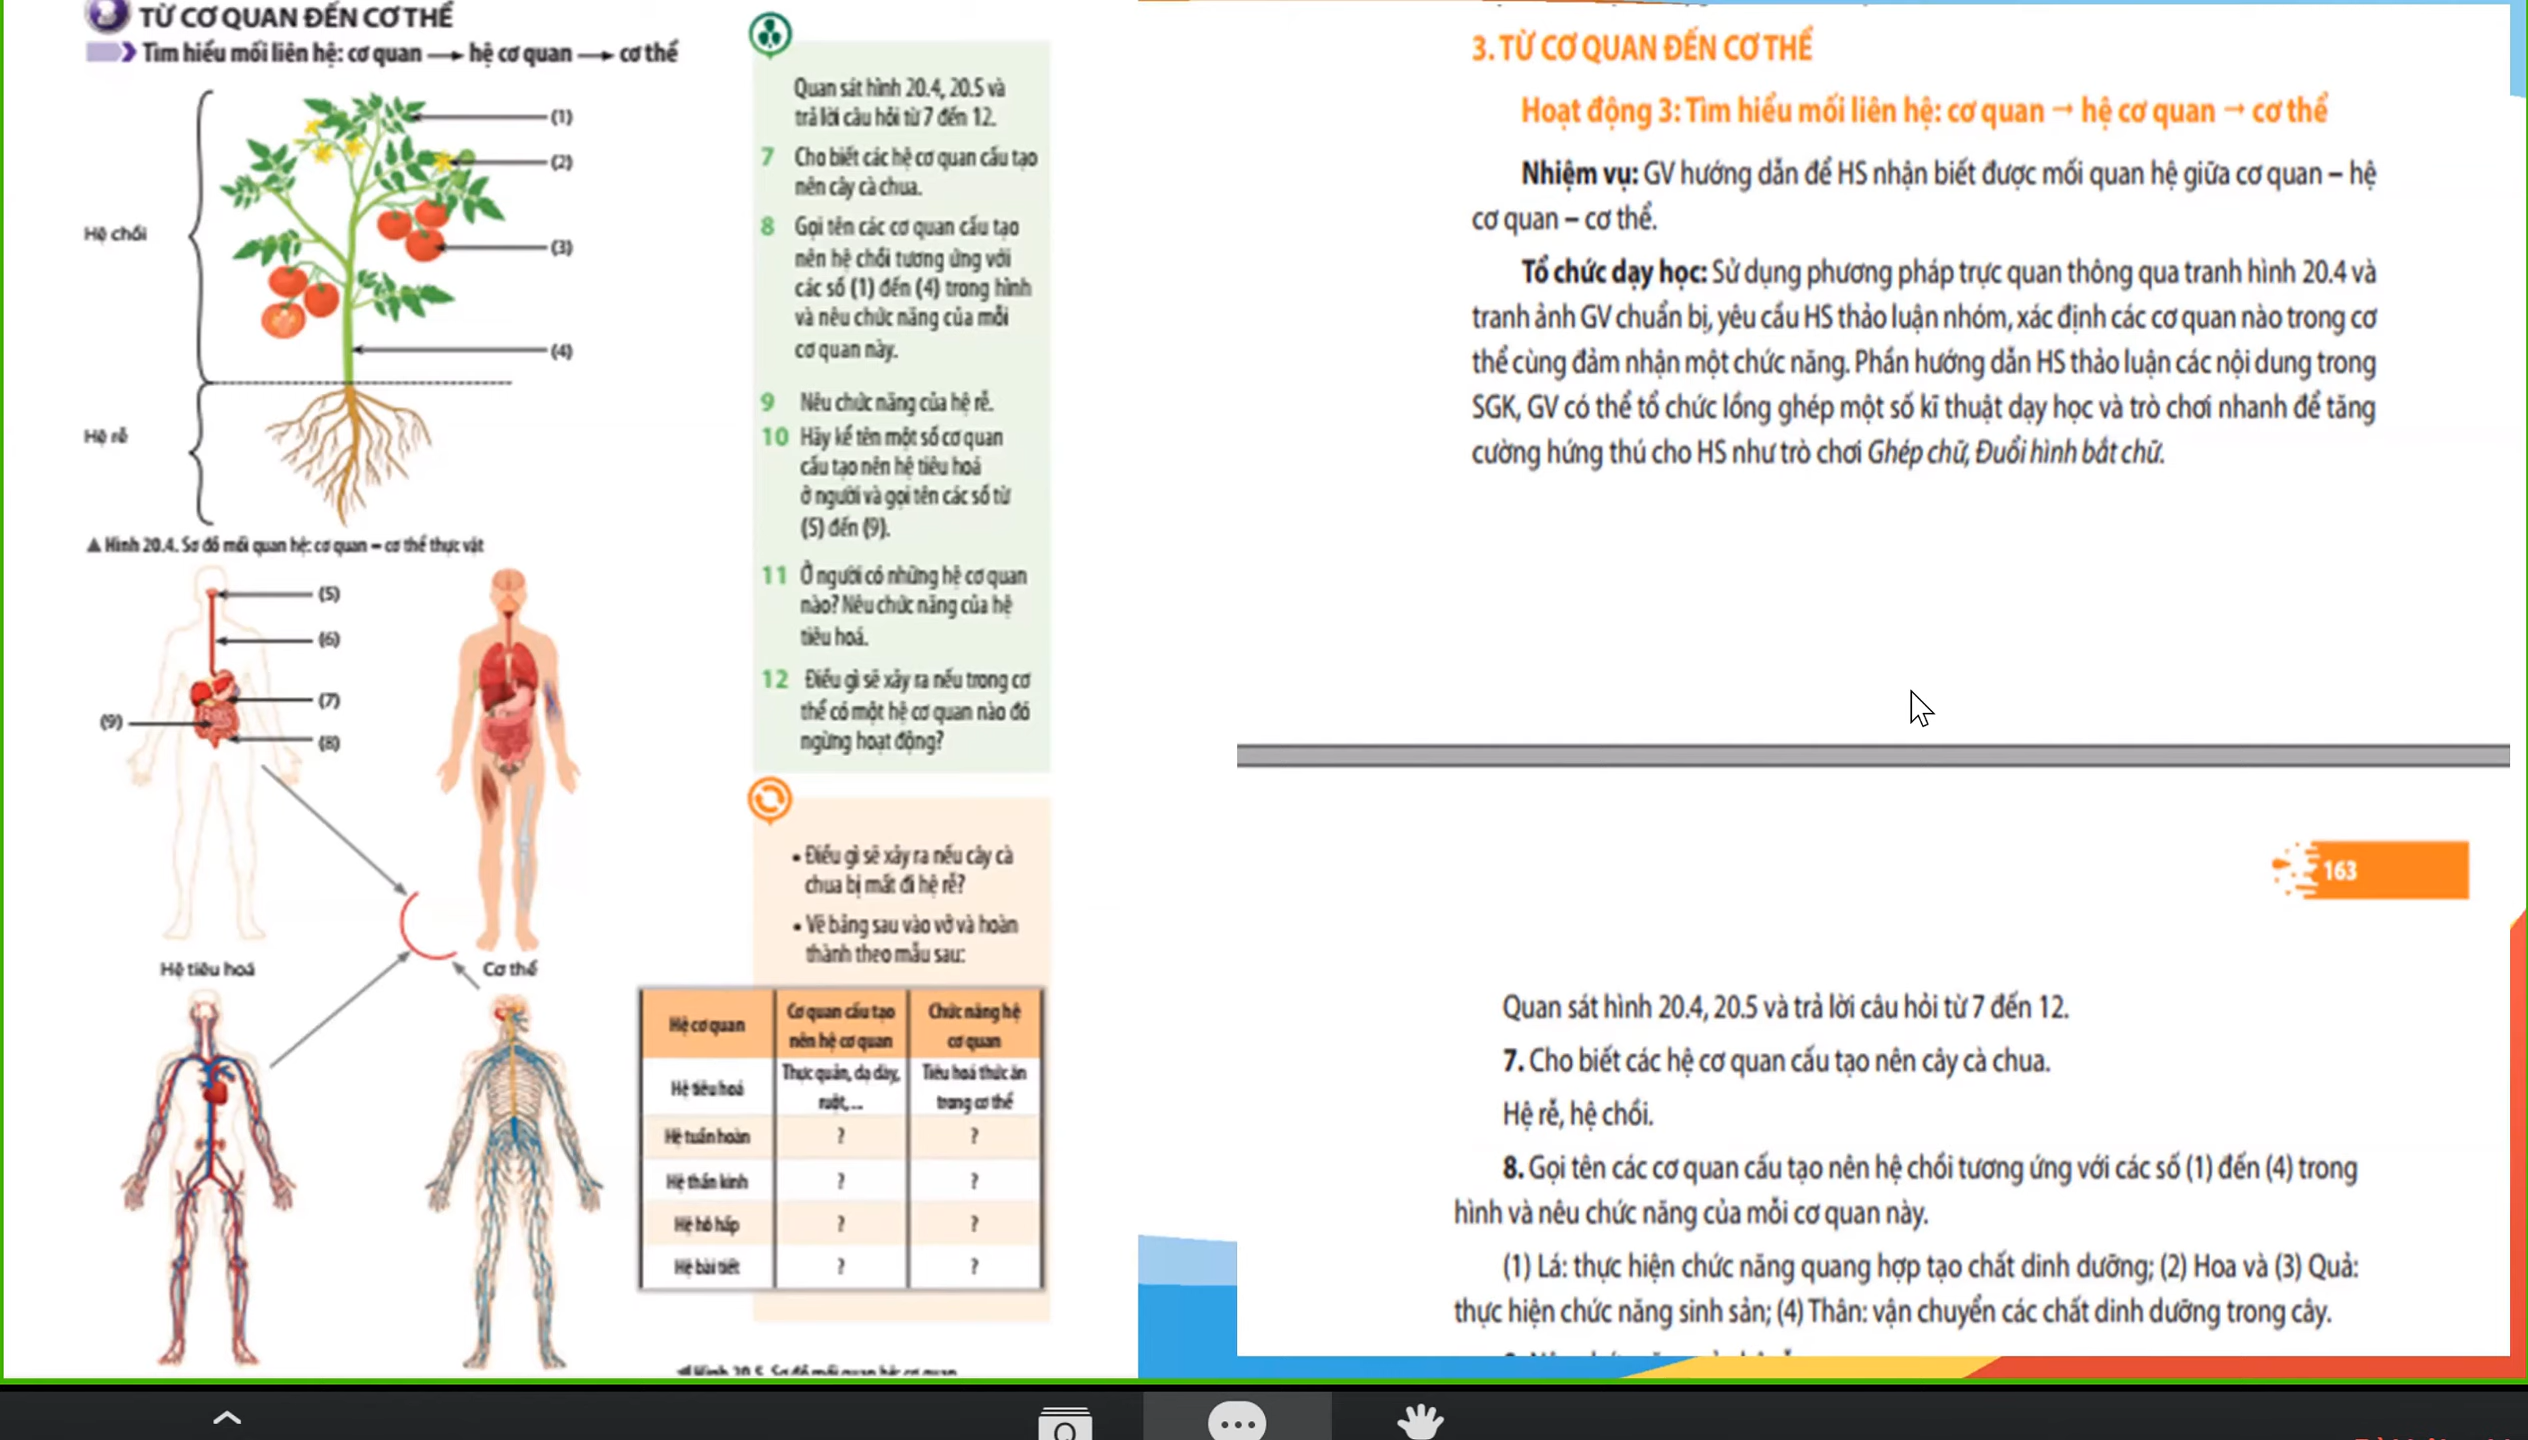 TỪ CƠ QUAN ĐẾN CƠ THỂ
Tìm hiểu mối liên hệ: cơ quan → hệ cơ quan → cơ thể
(1)
(2)
(3)
(4)
Hệ chồi
Hệ rễ
▲ Hình 20.4. Sơ đồ mối quan hệ: cơ quan – cơ thể thực vật
(5)
(6)
(7)
(8)
(9)
Hệ tiêu hoá
Cơ thể
Quan sát hình 20.4, 20.5 và
trả lời câu hỏi từ 7 đến 12.
7 Cho biết các hệ cơ quan cấu tạo
nên cây cà chua.
8 Gọi tên các cơ quan cấu tạo
nên hệ chồi tương ứng với
các số (1) đến (4) trong hình
và nêu chức năng của mỗi
cơ quan này.
9 Nêu chức năng của hệ rễ.
10 Hãy kể tên một số cơ quan
cấu tạo nên hệ tiêu hoá
ở người và gọi tên các số từ
(5) đến (9).
11 Ở người có những hệ cơ quan
nào? Nêu chức năng của hệ
tiêu hoá.
12 Điều gì sẽ xảy ra nếu trong cơ
thể có một hệ cơ quan nào đó
ngừng hoạt động?
• Điều gì sẽ xảy ra nếu cây cà
chua bị mất đi hệ rễ?
• Vẽ bảng sau vào vở và hoàn
thành theo mẫu sau:
Hệ cơ quan
Cơ quan cấu tạo
nên hệ cơ quan
Chức năng hệ
cơ quan
Hệ tiêu hoá
Thực quản, dạ dày,
ruột,...
Tiêu hoá thức ăn
trong cơ thể
Hệ tuần hoàn ? ?
Hệ thần kinh ? ?
Hệ hô hấp ? ?
Hệ bài tiết ? ?
Hình 20.5. Sơ đồ mối quan hệ: cơ quan
3. TỪ CƠ QUAN ĐẾN CƠ THỂ
Hoạt động 3: Tìm hiểu mối liên hệ: cơ quan → hệ cơ quan → cơ thể
Nhiệm vụ: GV hướng dẫn để HS nhận biết được mối quan hệ giữa cơ quan – hệ
cơ quan – cơ thể.
Tổ chức dạy học: Sử dụng phương pháp trực quan thông qua tranh hình 20.4 và
tranh ảnh GV chuẩn bị, yêu cầu HS thảo luận nhóm, xác định các cơ quan nào trong cơ
thể cùng đảm nhận một chức năng. Phần hướng dẫn HS thảo luận các nội dung trong
SGK, GV có thể tổ chức lồng ghép một số kĩ thuật dạy học và trò chơi nhanh để tăng
cường hứng thú cho HS như trò chơi Ghép chữ, Đuổi hình bắt chữ.
163
Quan sát hình 20.4, 20.5 và trả lời câu hỏi từ 7 đến 12.
7. Cho biết các hệ cơ quan cấu tạo nên cây cà chua.
Hệ rễ, hệ chồi.
8. Gọi tên các cơ quan cấu tạo nên hệ chồi tương ứng với các số (1) đến (4) trong
hình và nêu chức năng của mỗi cơ quan này.
(1) Lá: thực hiện chức năng quang hợp tạo chất dinh dưỡng; (2) Hoa và (3) Quả:
thực hiện chức năng sinh sản; (4) Thân: vận chuyển các chất dinh dưỡng trong cây.